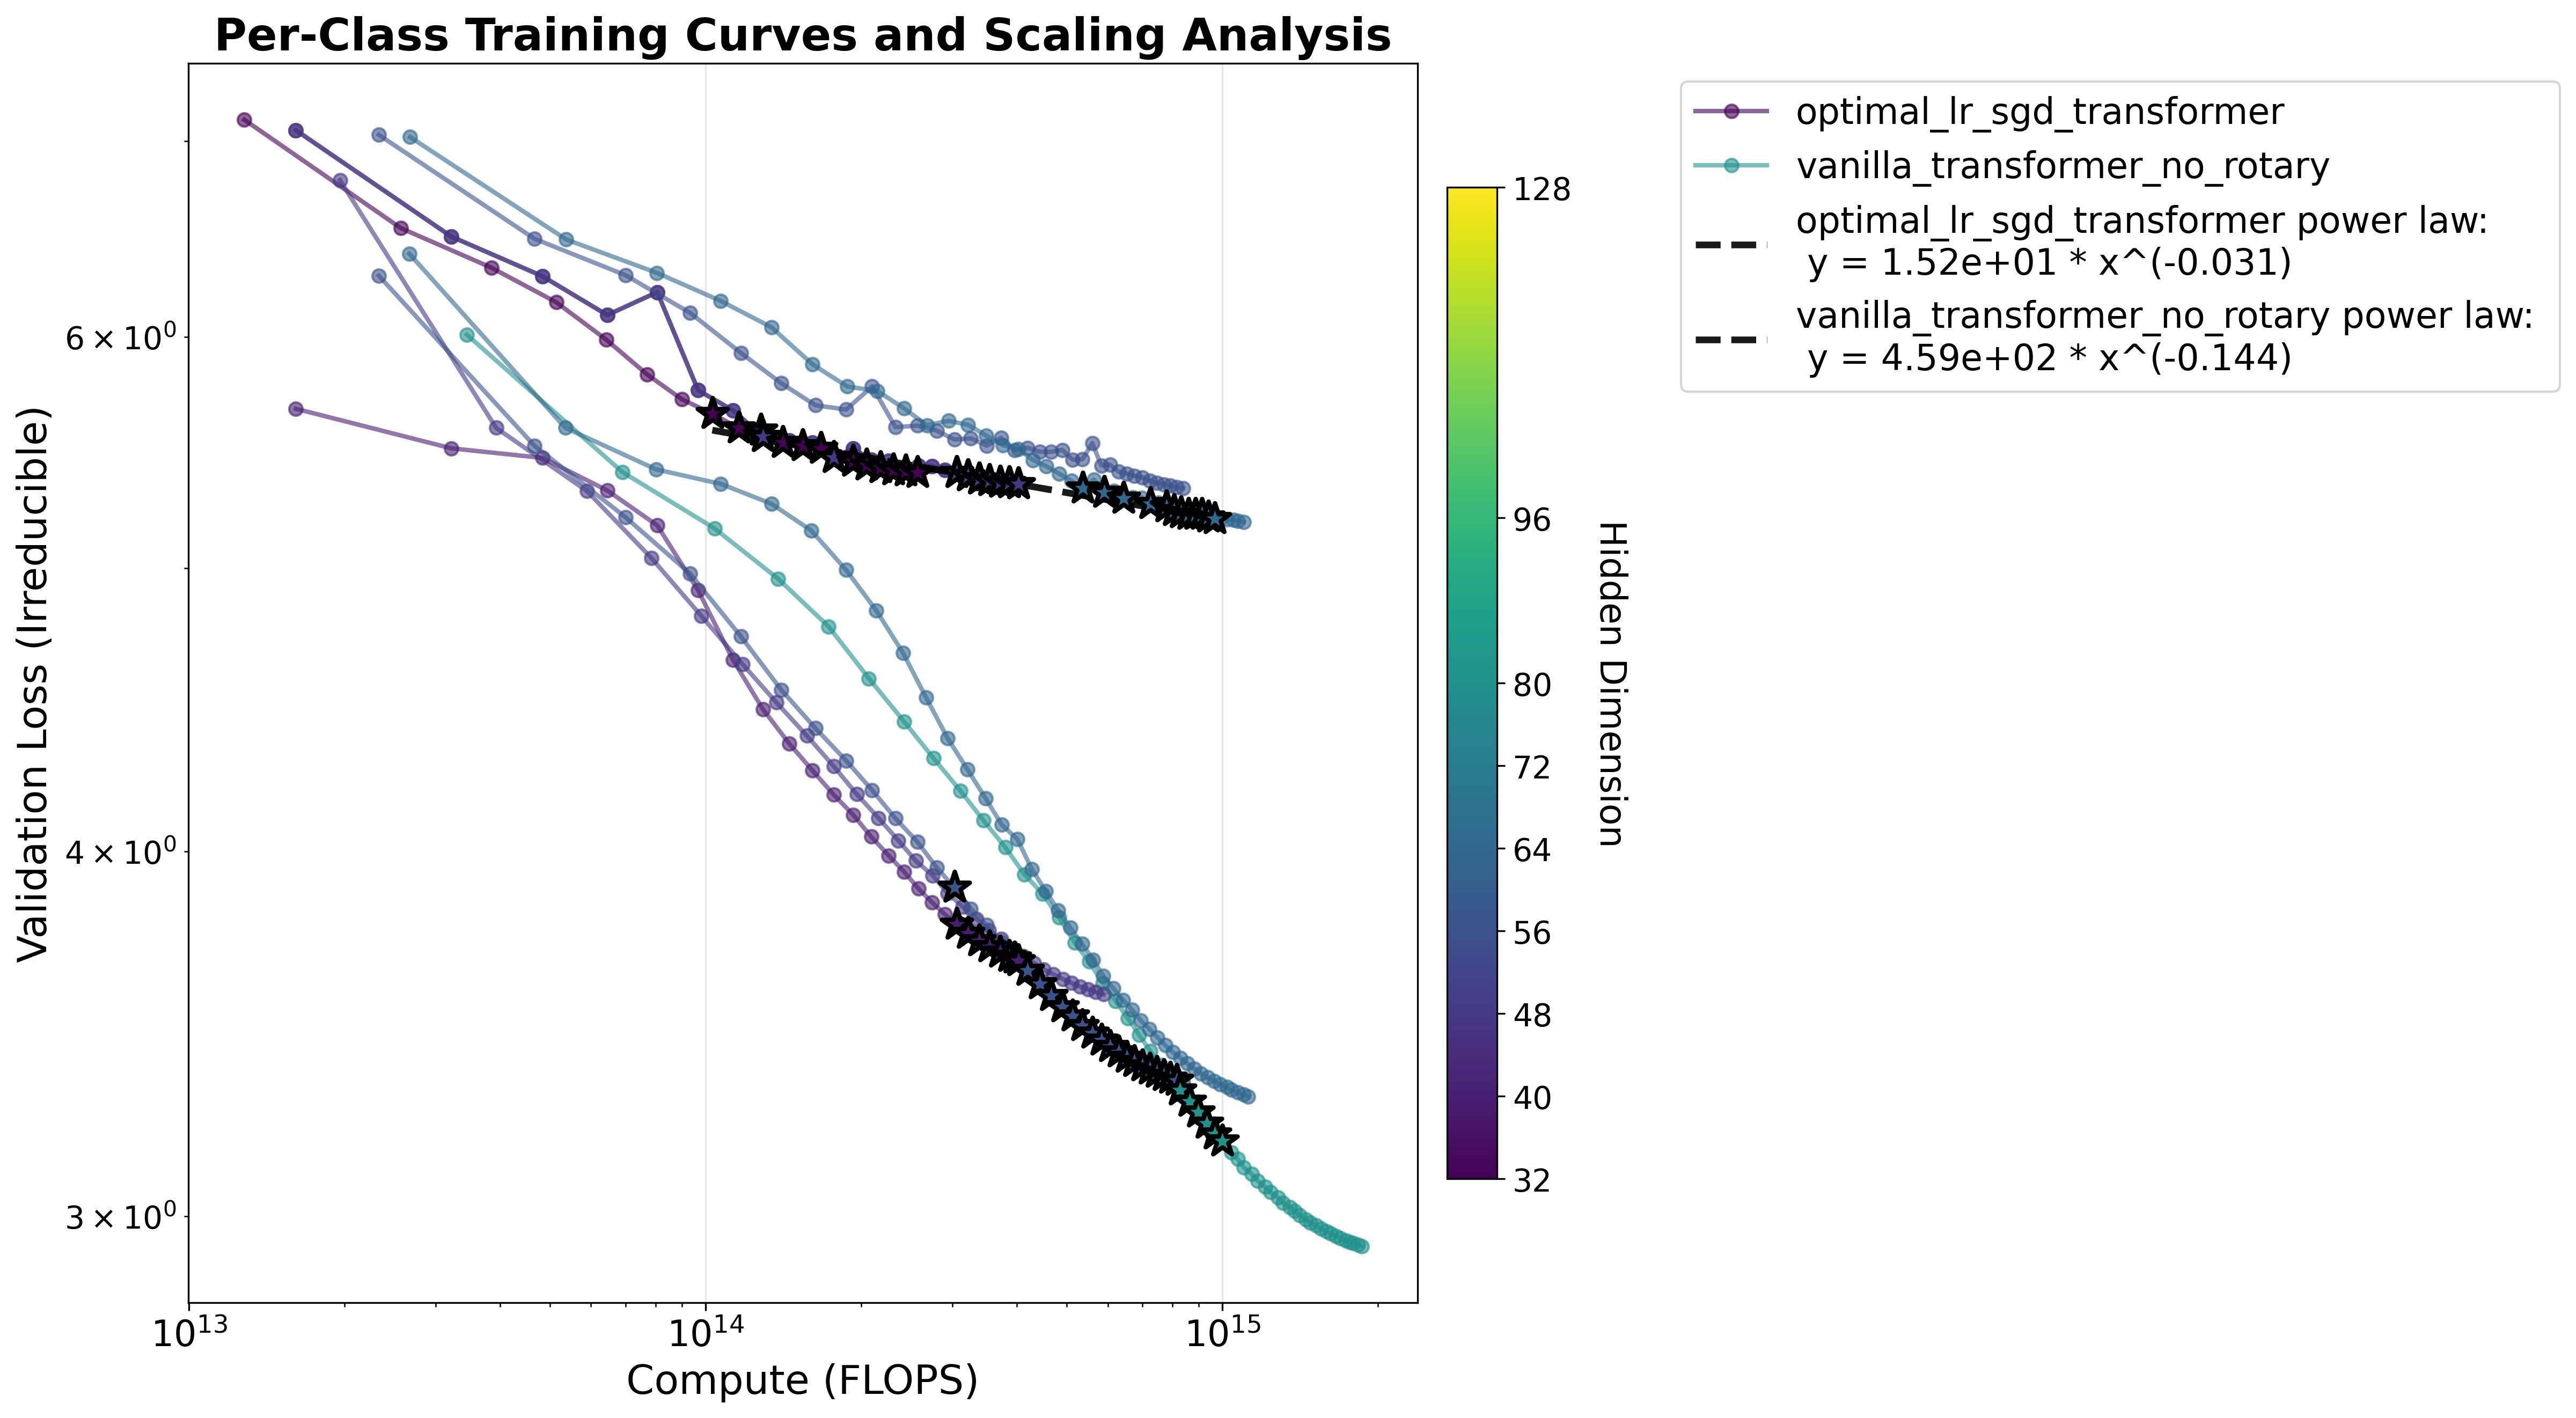 Per-Class Training Curves and Scaling Analysis
Validation Loss (Irreducible)
6 × 10⁰
4 × 10⁰
3 × 10⁰
10¹³
10¹⁴
10¹⁵
Compute (FLOPS)
128
96
80
72
64
56
48
40
32
Hidden Dimension
optimal_lr_sgd_transformer
vanilla_transformer_no_rotary
optimal_lr_sgd_transformer power law:
y = 1.52e+01 * x^(-0.031)
vanilla_transformer_no_rotary power law:
y = 4.59e+02 * x^(-0.144)